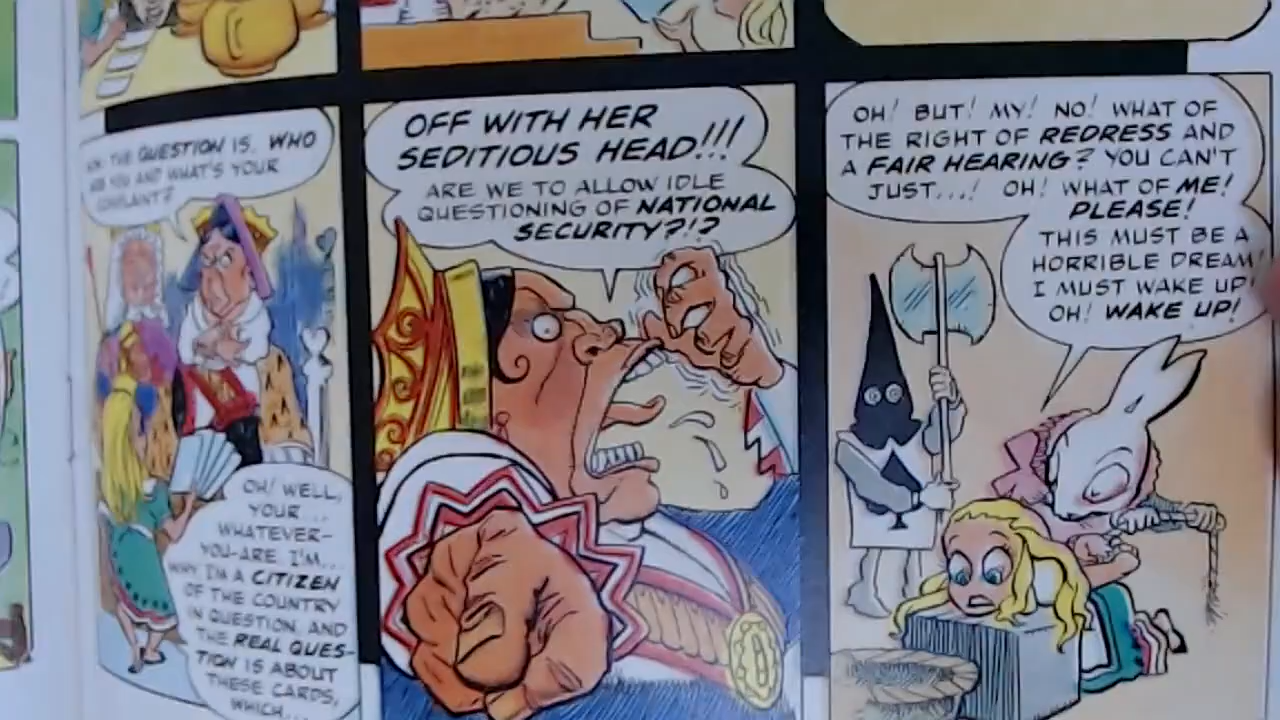 THE QUESTION IS, WHO
ARE YOU AND WHAT'S YOUR
COMPLAINT?
OH! WELL,
YOUR...
WHATEVER-
YOU-ARE. I'M...
WHY I'M A CITIZEN
OF THE COUNTRY
IN QUESTION. AND
THE REAL QUES-
TION IS ABOUT
THESE CARDS,
WHICH...
OFF WITH HER
SEDITIOUS HEAD!!!
ARE WE TO ALLOW IDLE
QUESTIONING OF NATIONAL
SECURITY?!?
OH! BUT! MY! NO! WHAT OF
THE RIGHT OF REDRESS AND
A FAIR HEARING? YOU CAN'T
JUST...! OH! WHAT OF ME!
PLEASE!
THIS MUST BE A
HORRIBLE DREAM!
I MUST WAKE UP!
OH! WAKE UP!